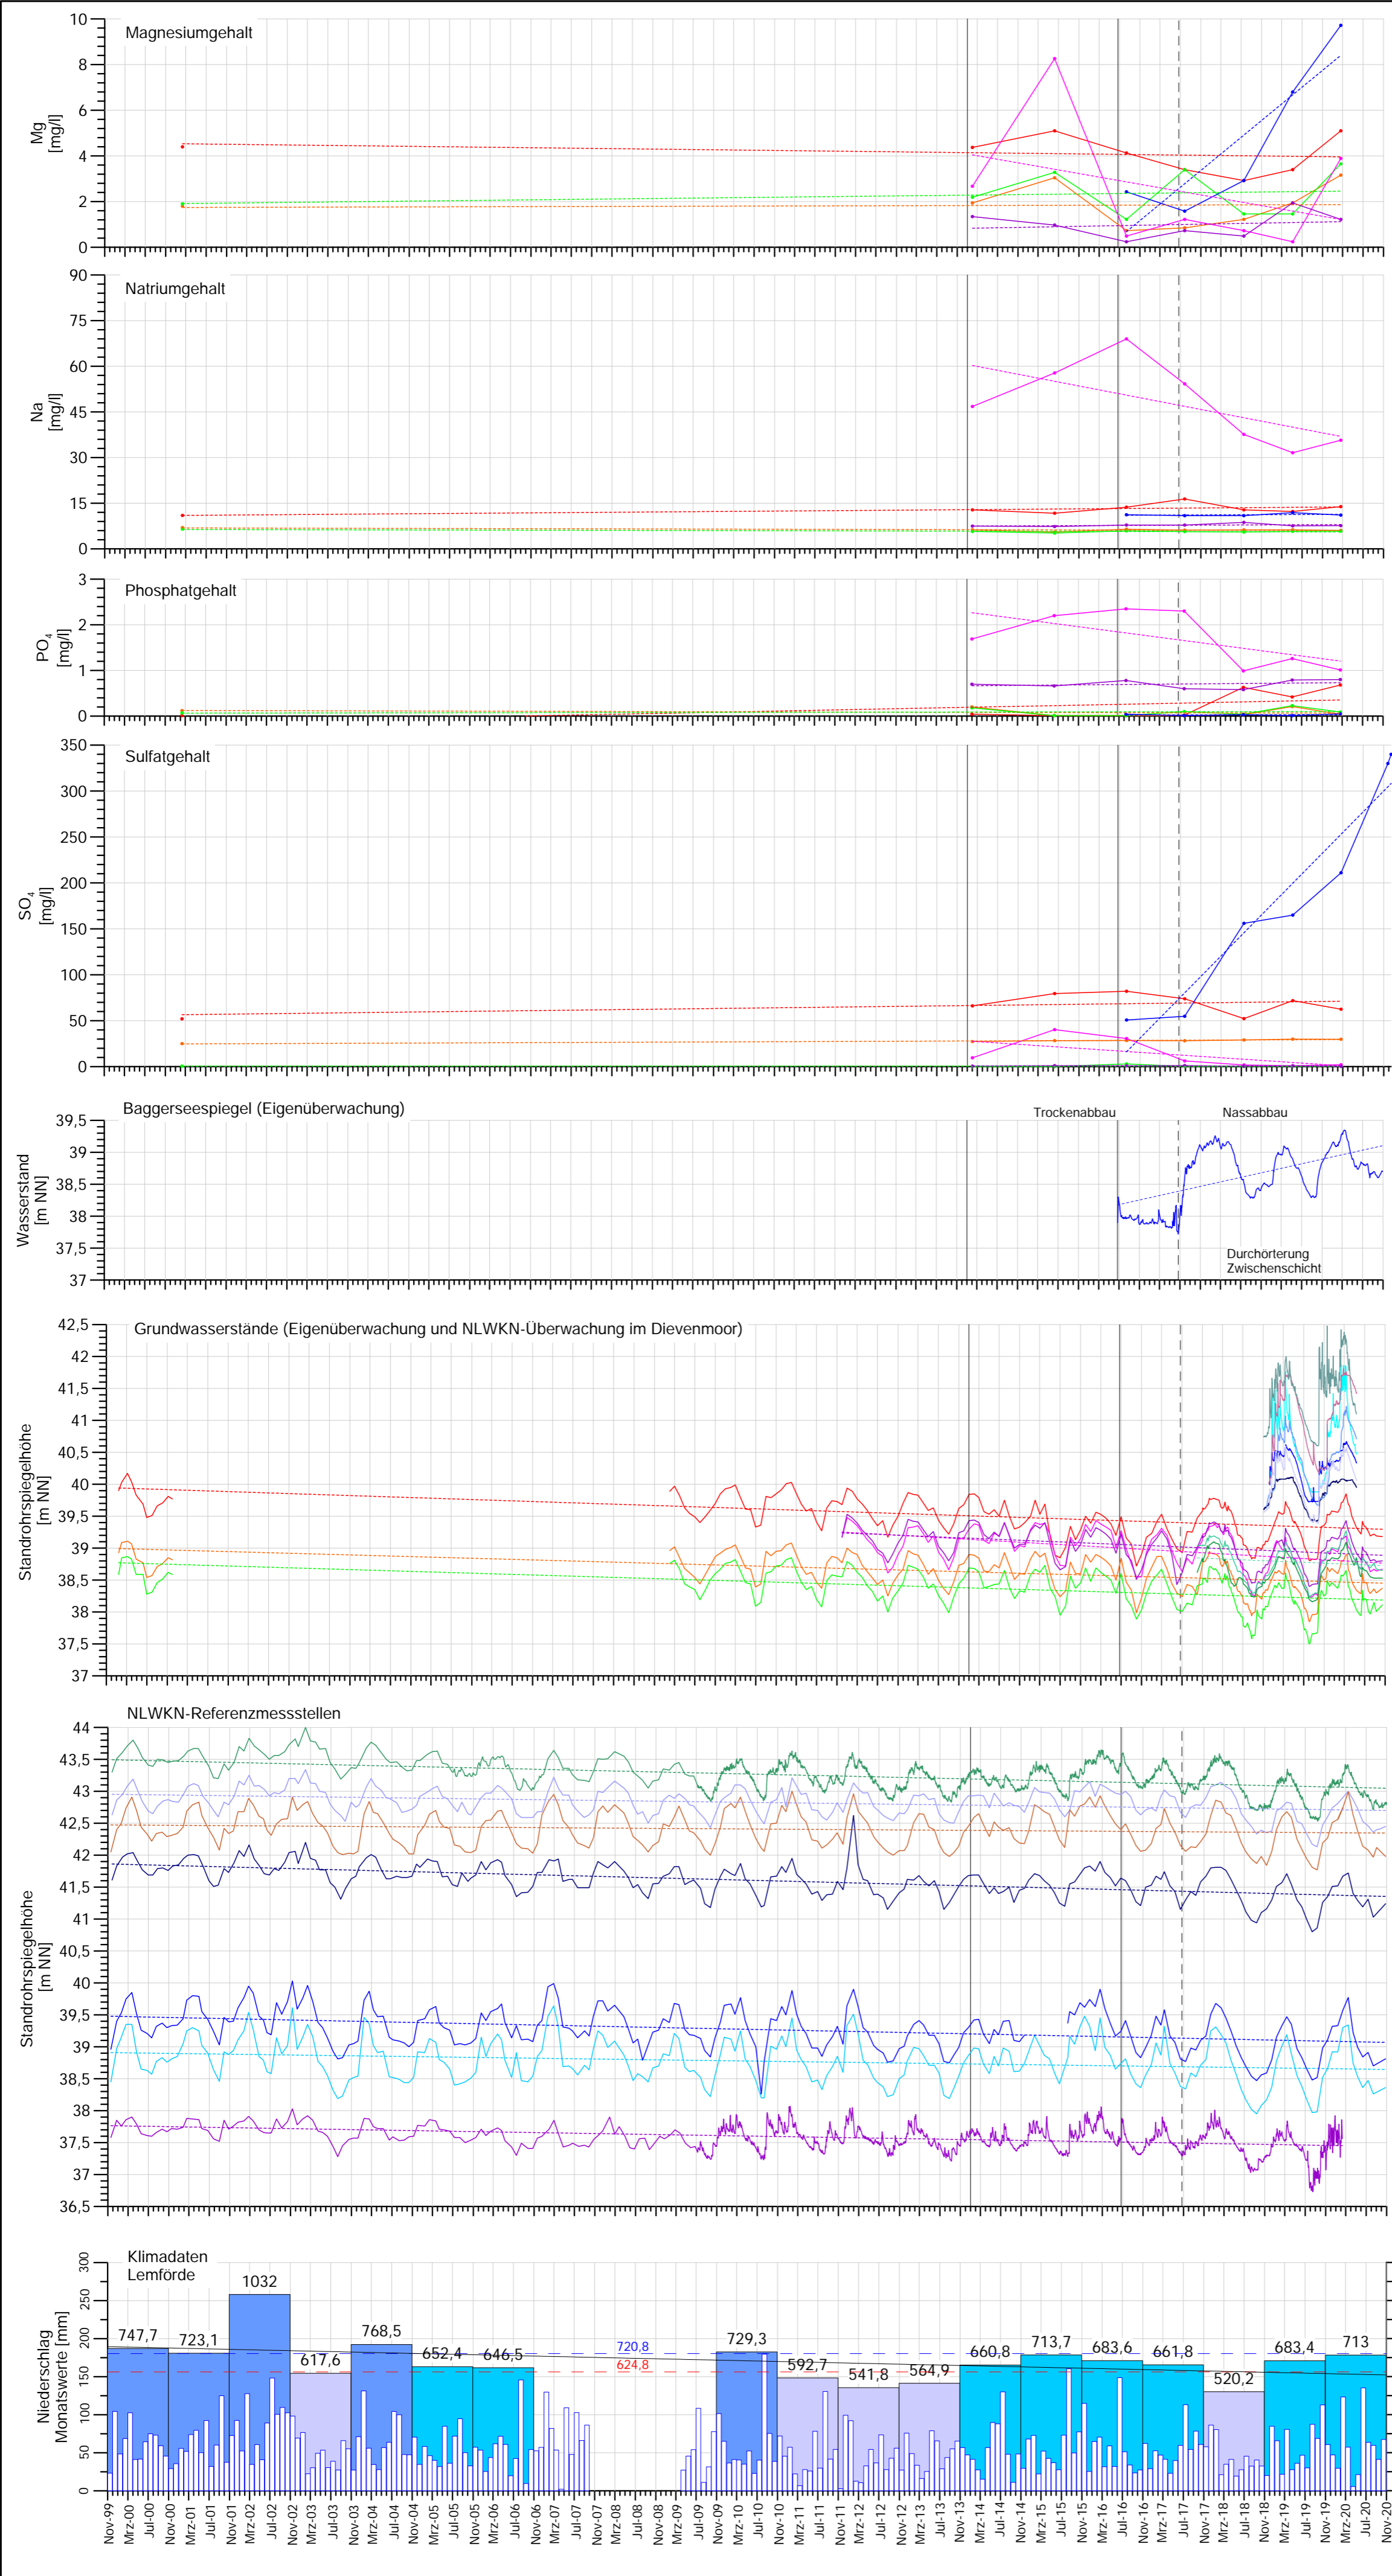 Magnesiumgehalt
10
8
6
4
2
0
Mg
[mg/l]
Natriumgehalt
90
75
60
45
30
15
0
Na
[mg/l]
Phosphatgehalt
3
2
1
0
PO4
[mg/l]
Sulfatgehalt
350
300
250
200
150
100
50
0
SO4
[mg/l]
Baggerseespiegel (Eigenüberwachung)
Trockenabbau
Nassabbau
39,5
39
38,5
38
37,5
37
Wasserstand
[m NN]
Durchörterung
Zwischenschicht
Grundwasserstände (Eigenüberwachung und NLWKN-Überwachung im Dievenmoor)
42,5
42
41,5
41
40,5
40
39,5
39
38,5
38
37,5
37
Standrohrspiegelhöhe
[m NN]
NLWKN-Referenzmessstellen
44
43,5
43
42,5
42
41,5
41
40,5
40
39,5
39
38,5
38
37,5
37
36,5
Standrohrspiegelhöhe
[m NN]
Klimadaten
Lemförde
300
250
200
150
100
50
0
Niederschlag
Monatswerte [mm]
747,7
723,1
1032
617,6
768,5
652,4
646,5
720,8
624,8
729,3
592,7
541,8
564,9
660,8
713,7
683,6
661,8
520,2
683,4
713
Nov-99
Mrz-00
Jul-00
Nov-00
Mrz-01
Jul-01
Nov-01
Mrz-02
Jul-02
Nov-02
Mrz-03
Jul-03
Nov-03
Mrz-04
Jul-04
Nov-04
Mrz-05
Jul-05
Nov-05
Mrz-06
Jul-06
Nov-06
Mrz-07
Jul-07
Nov-07
Mrz-08
Jul-08
Nov-08
Mrz-09
Jul-09
Nov-09
Mrz-10
Jul-10
Nov-10
Mrz-11
Jul-11
Nov-11
Mrz-12
Jul-12
Nov-12
Mrz-13
Jul-13
Nov-13
Mrz-14
Jul-14
Nov-14
Mrz-15
Jul-15
Nov-15
Mrz-16
Jul-16
Nov-16
Mrz-17
Jul-17
Nov-17
Mrz-18
Jul-18
Nov-18
Mrz-19
Jul-19
Nov-19
Mrz-20
Jul-20
Nov-20